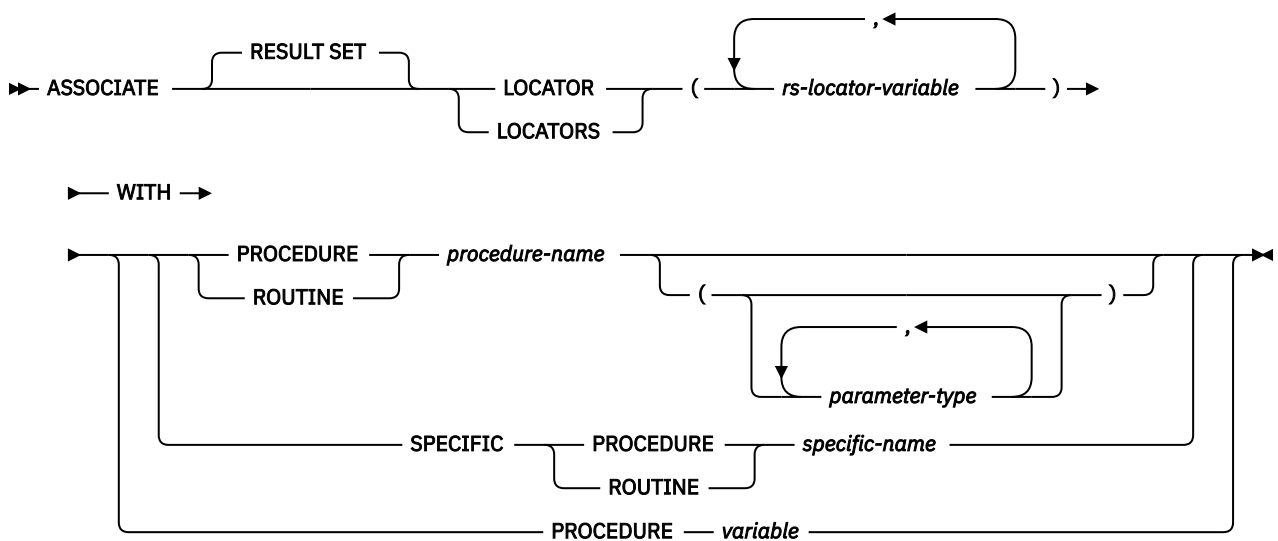 ,
RESULT SET
ASSOCIATE LOCATOR ( rs-locator-variable )
LOCATORS
WITH
PROCEDURE procedure-name
ROUTINE ( )
,
parameter-type
SPECIFIC PROCEDURE specific-name
ROUTINE
PROCEDURE variable